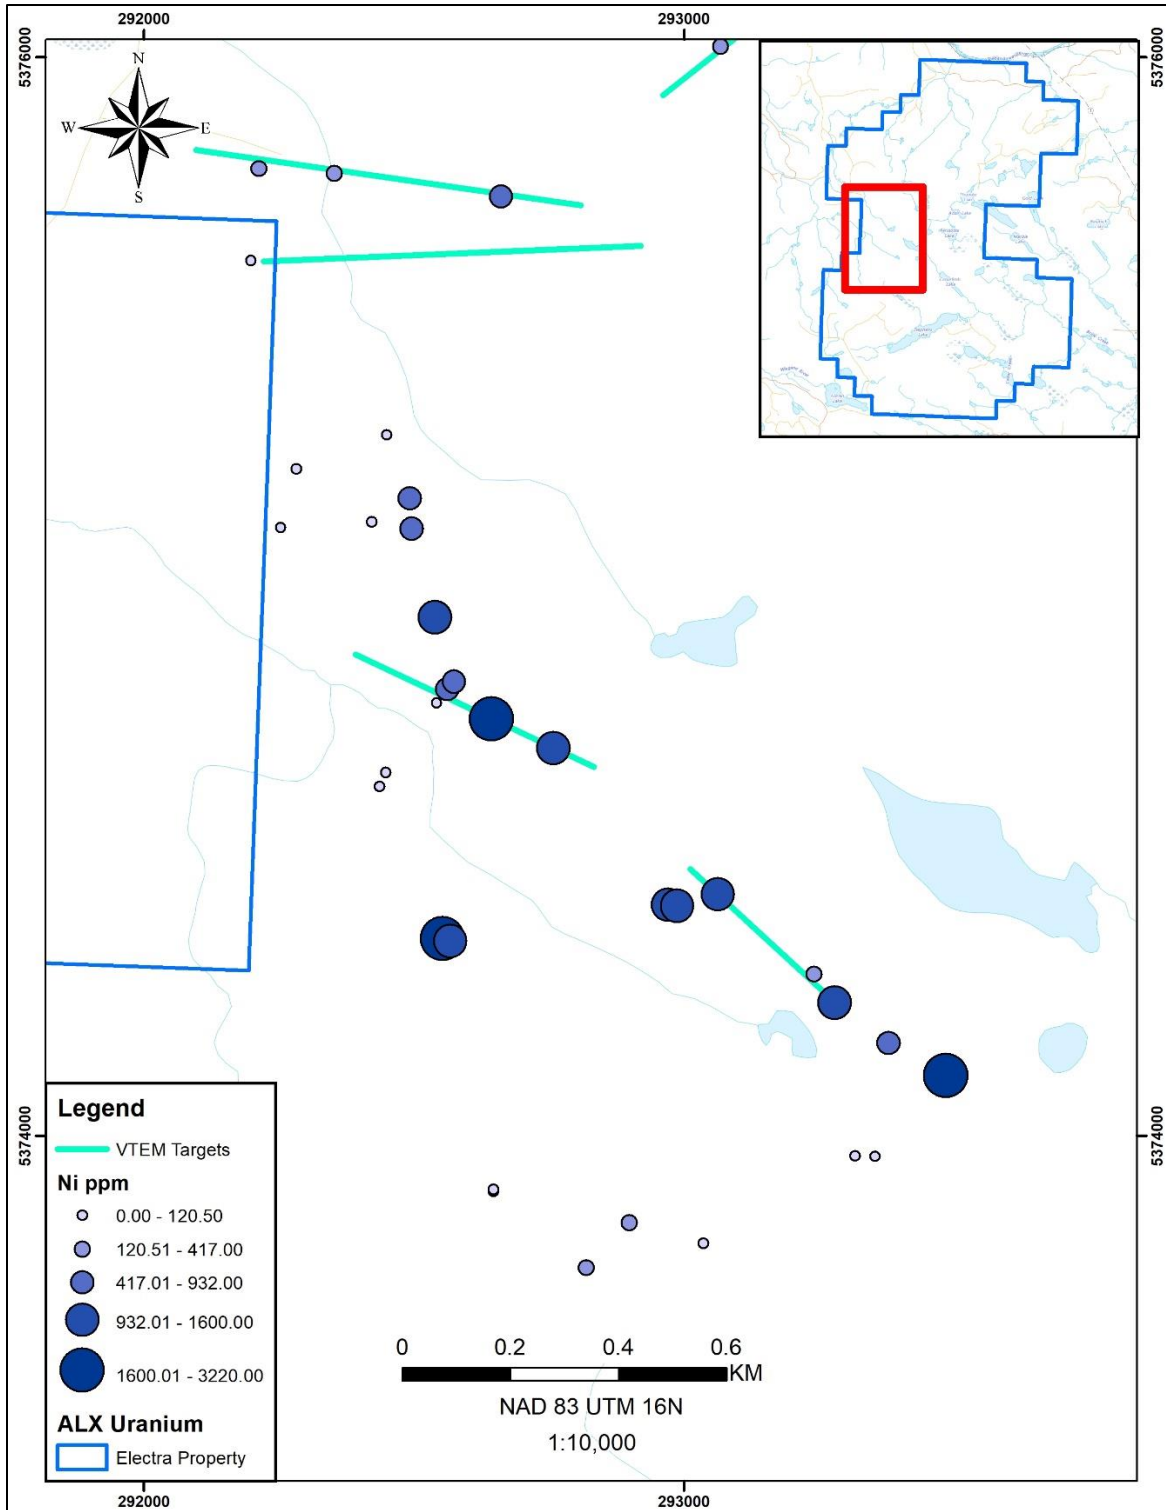 292000
293000
5376000
5376000
N
W
E
S
Legend
VTEM Targets
Ni ppm
0.00 - 120.50
120.51 - 417.00
417.01 - 932.00
932.01 - 1600.00
1600.01 - 3220.00
ALX Uranium
Electra Property
5374000
5374000
0 0.2 0.4 0.6
KM
NAD 83 UTM 16N
1:10,000
292000
293000